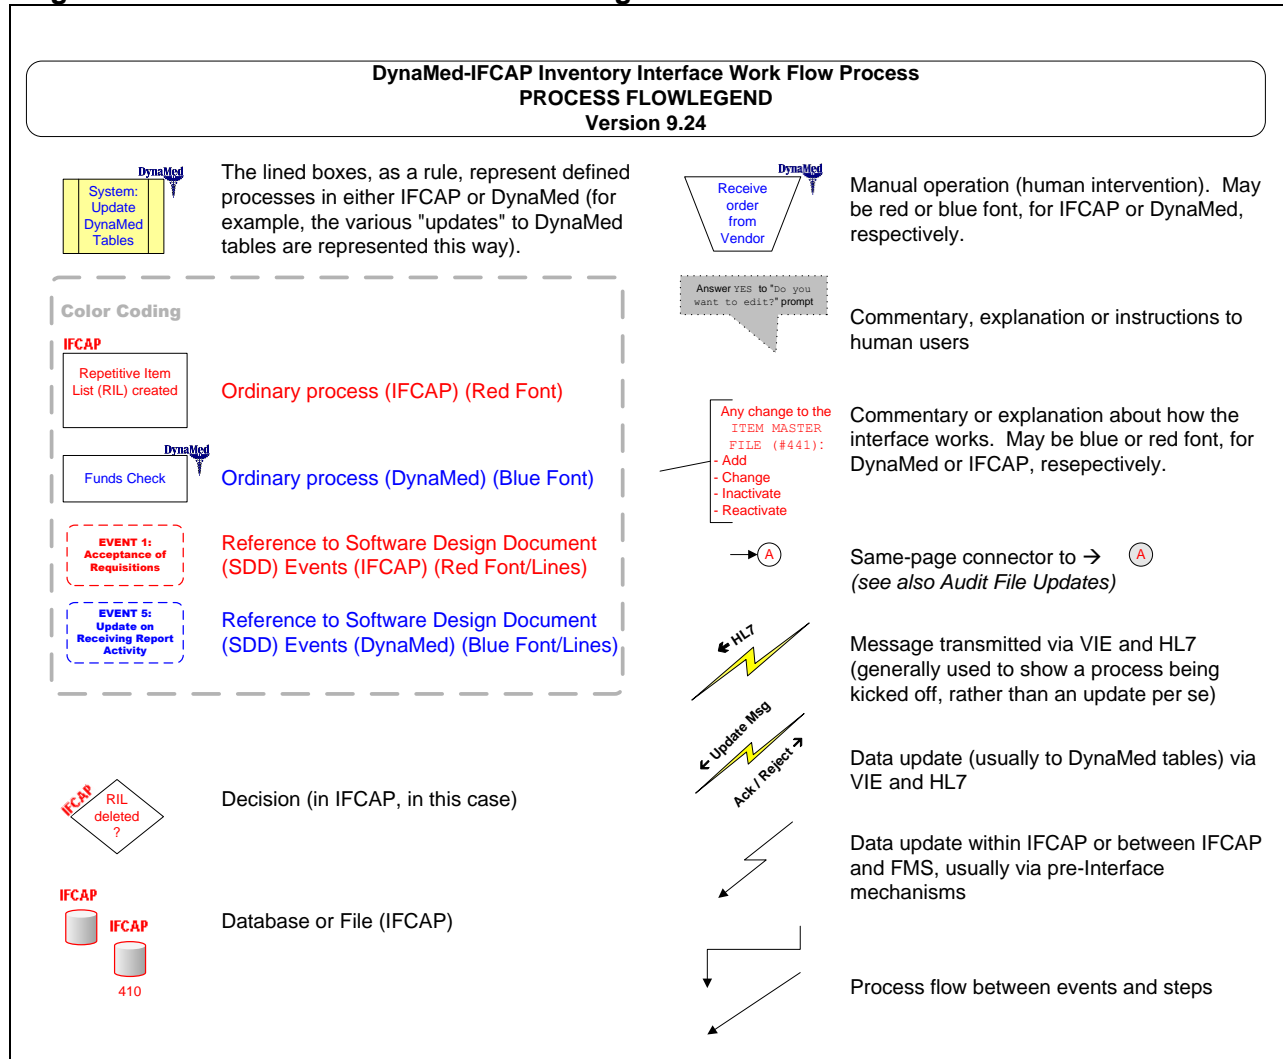 DynaMed-IFCAP Inventory Interface Work Flow Process
PROCESS FLOWLEGEND
Version 9.24
DynaMed
System:
Update
DynaMed
Tables
The lined boxes, as a rule, represent defined
processes in either IFCAP or DynaMed (for
example, the various "updates" to DynaMed
tables are represented this way).
Color Coding
IFCAP
Repetitive Item
List (RIL) created
Ordinary process (IFCAP) (Red Font)
DynaMed
Funds Check
Ordinary process (DynaMed) (Blue Font)
EVENT 1:
Acceptance of
Requisitions
Reference to Software Design Document
(SDD) Events (IFCAP) (Red Font/Lines)
EVENT 5:
Update on
Receiving Report
Activity
Reference to Software Design Document
(SDD) Events (DynaMed) (Blue Font/Lines)
IFCAP
RIL
deleted
?
Decision (in IFCAP, in this case)
IFCAP
IFCAP
410
Database or File (IFCAP)
DynaMed
Receive
order
from
Vendor
Manual operation (human intervention). May
be red or blue font, for IFCAP or DynaMed,
respectively.
Answer YES to "Do you
want to edit?" prompt
Commentary, explanation or instructions to
human users
Any change to the
ITEM MASTER
FILE (#441):
- Add
- Change
- Inactivate
- Reactivate
Commentary or explanation about how the
interface works. May be blue or red font, for
DynaMed or IFCAP, resepectively.
A
Same-page connector to → A
(see also Audit File Updates)
← HL7
Message transmitted via VIE and HL7
(generally used to show a process being
kicked off, rather than an update per se)
← Update Msg
Ack / Reject →
Data update (usually to DynaMed tables) via
VIE and HL7
Data update within IFCAP or between IFCAP
and FMS, usually via pre-Interface
mechanisms
Process flow between events and steps